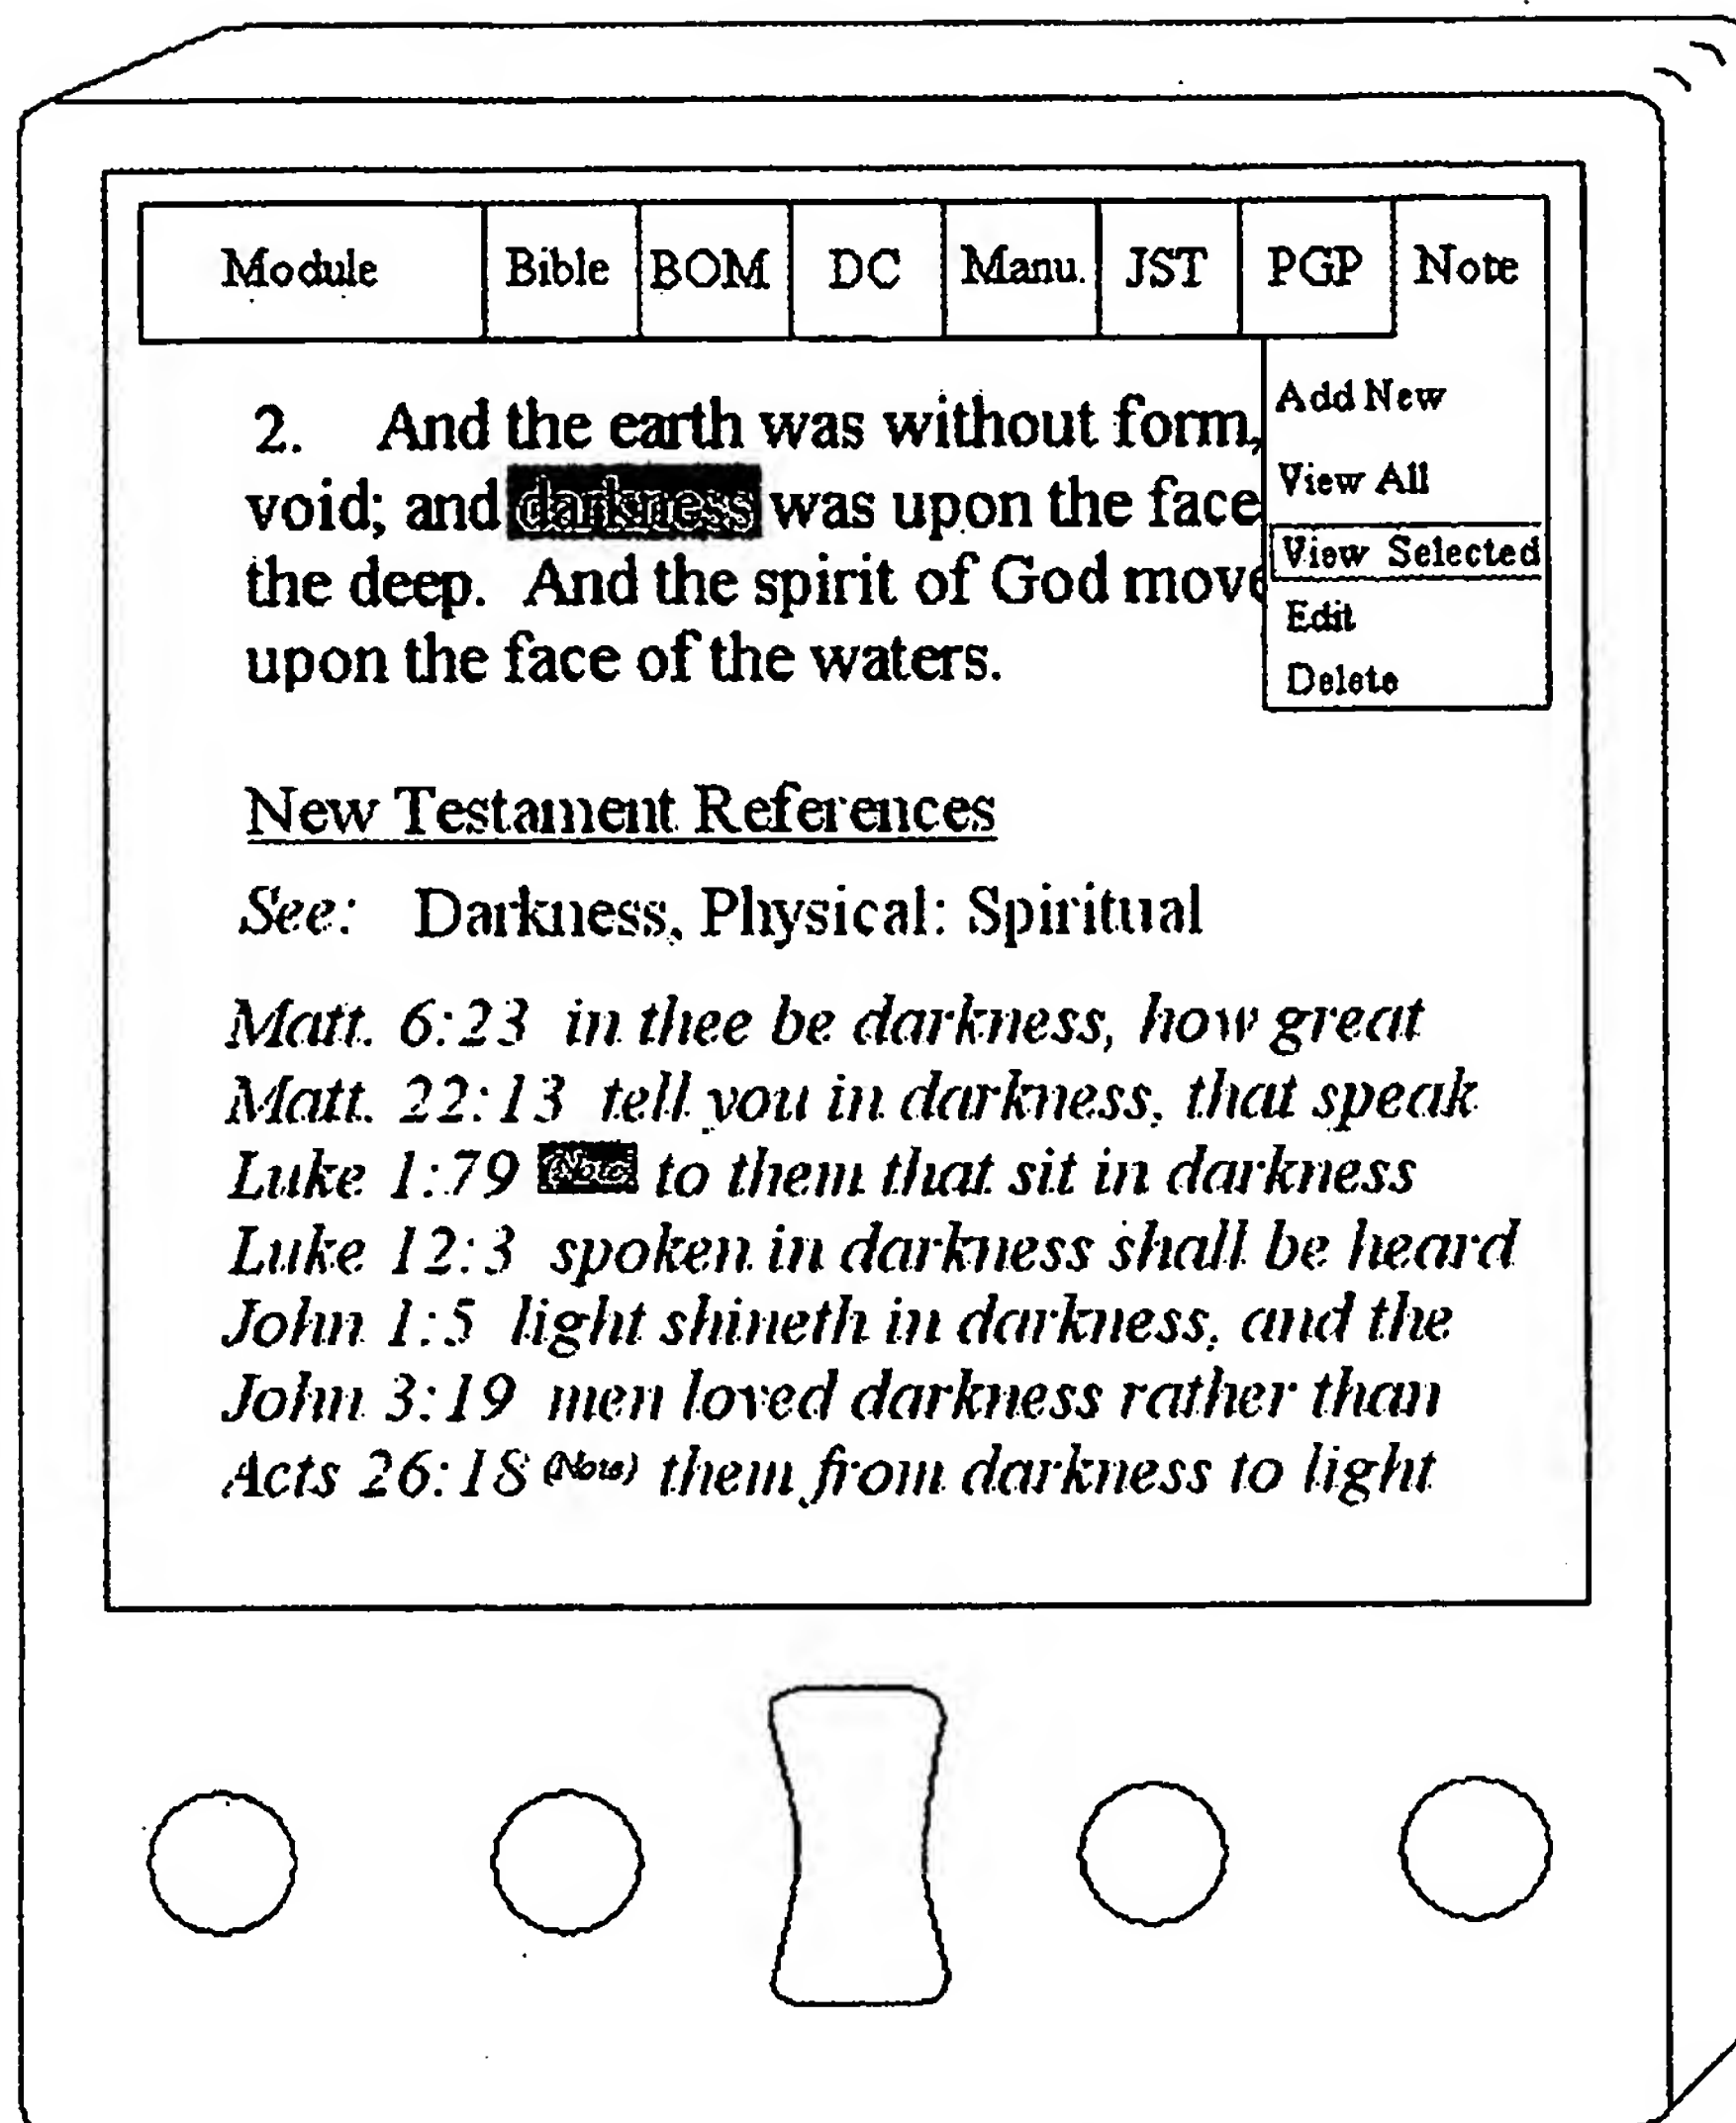 Module Bible BOM DC Manu. JST PGP Note
Add New
View All
View Selected
Edit
Delete
2. And the earth was without form,
void; and darkness was upon the face
the deep. And the spirit of God move
upon the face of the waters.
New Testament References
See: Darkness, Physical: Spiritual
Matt. 6:23 in thee be darkness, how great
Matt. 22:13 tell you in darkness, that speak
Luke 1:79 (Note) to them that sit in darkness
Luke 12:3 spoken in darkness shall be heard
John 1:5 light shineth in darkness, and the
John 3:19 men loved darkness rather than
Acts 26:18 (Note) them from darkness to light